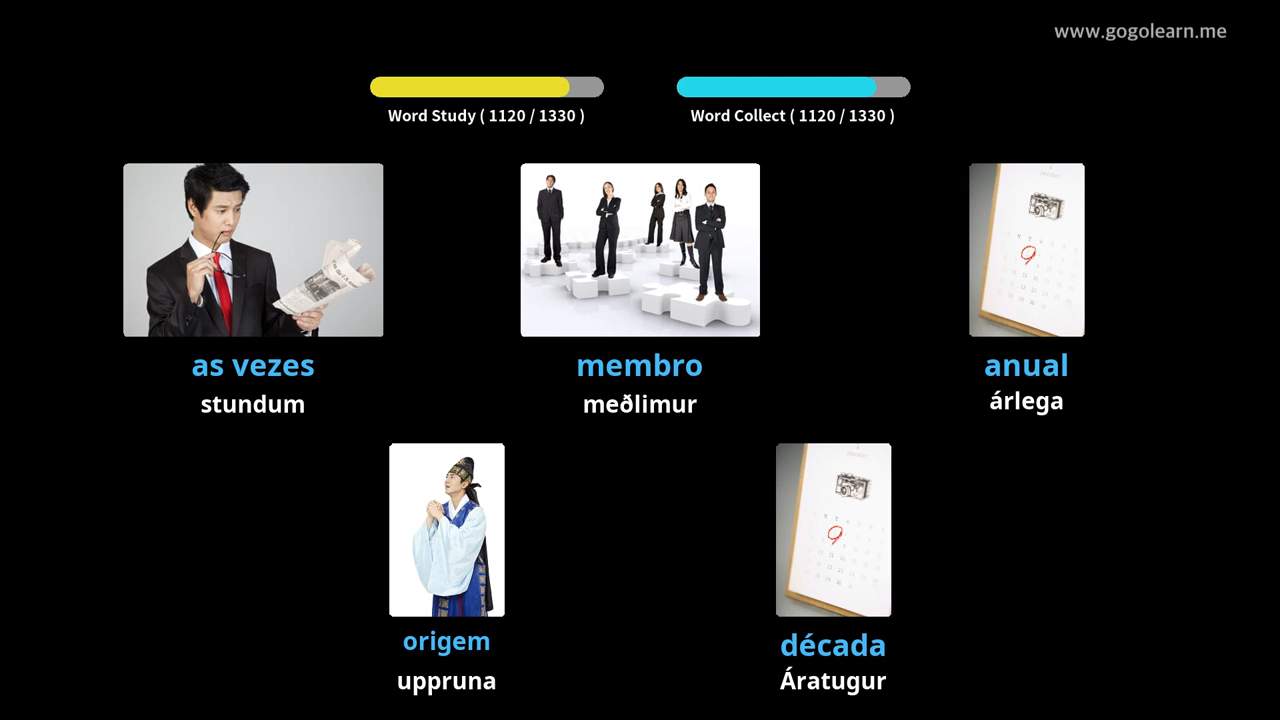 www.gogolearn.me
Word Study ( 1120 / 1330 )
Word Collect ( 1120 / 1330 )
as vezes
stundum
membro
meðlimur
anual
árlega
origem
uppruna
década
Áratugur